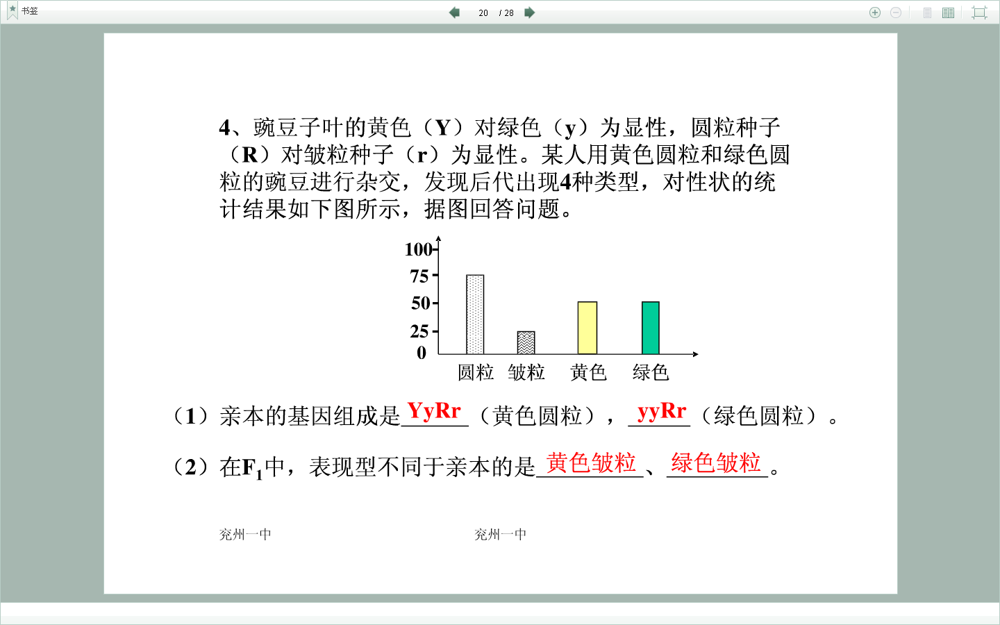 书签
20 / 28
4、豌豆子叶的黄色（Y）对绿色（y）为显性，圆粒种子
（R）对皱粒种子（r）为显性。某人用黄色圆粒和绿色圆
粒的豌豆进行杂交，发现后代出现4种类型，对性状的统
计结果如下图所示，据图回答问题。
100
75
50
25
0
圆粒 皱粒 黄色 绿色
（1）亲本的基因组成是YyRr（黄色圆粒），yyRr（绿色圆粒）。
（2）在F1中，表现型不同于亲本的是黄色皱粒、绿色皱粒。
兖州一中 兖州一中